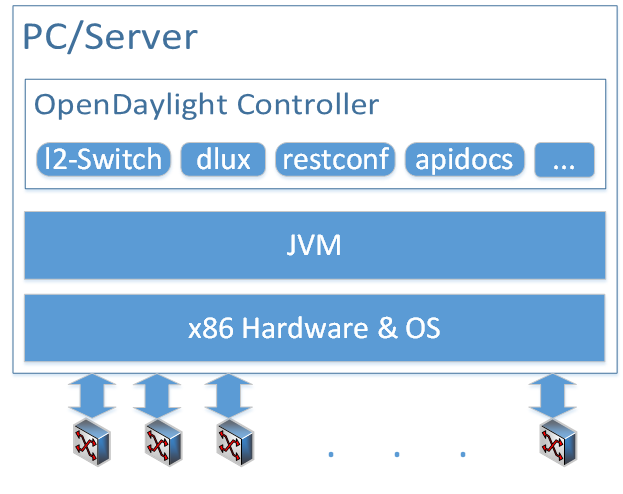 PC/Server
OpenDaylight Controller
l2-Switch dlux restconf apidocs ...
JVM
x86 Hardware & OS
. . .